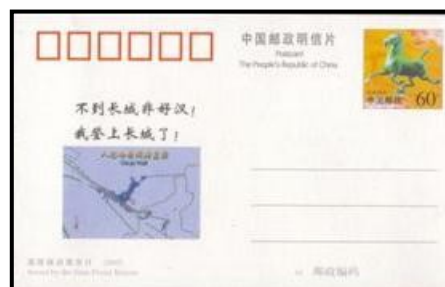 中国邮政明信片
Postcard
The People's Republic of China
中国邮政 60
不到长城非好汉!
我登上长城了!
邮政编码